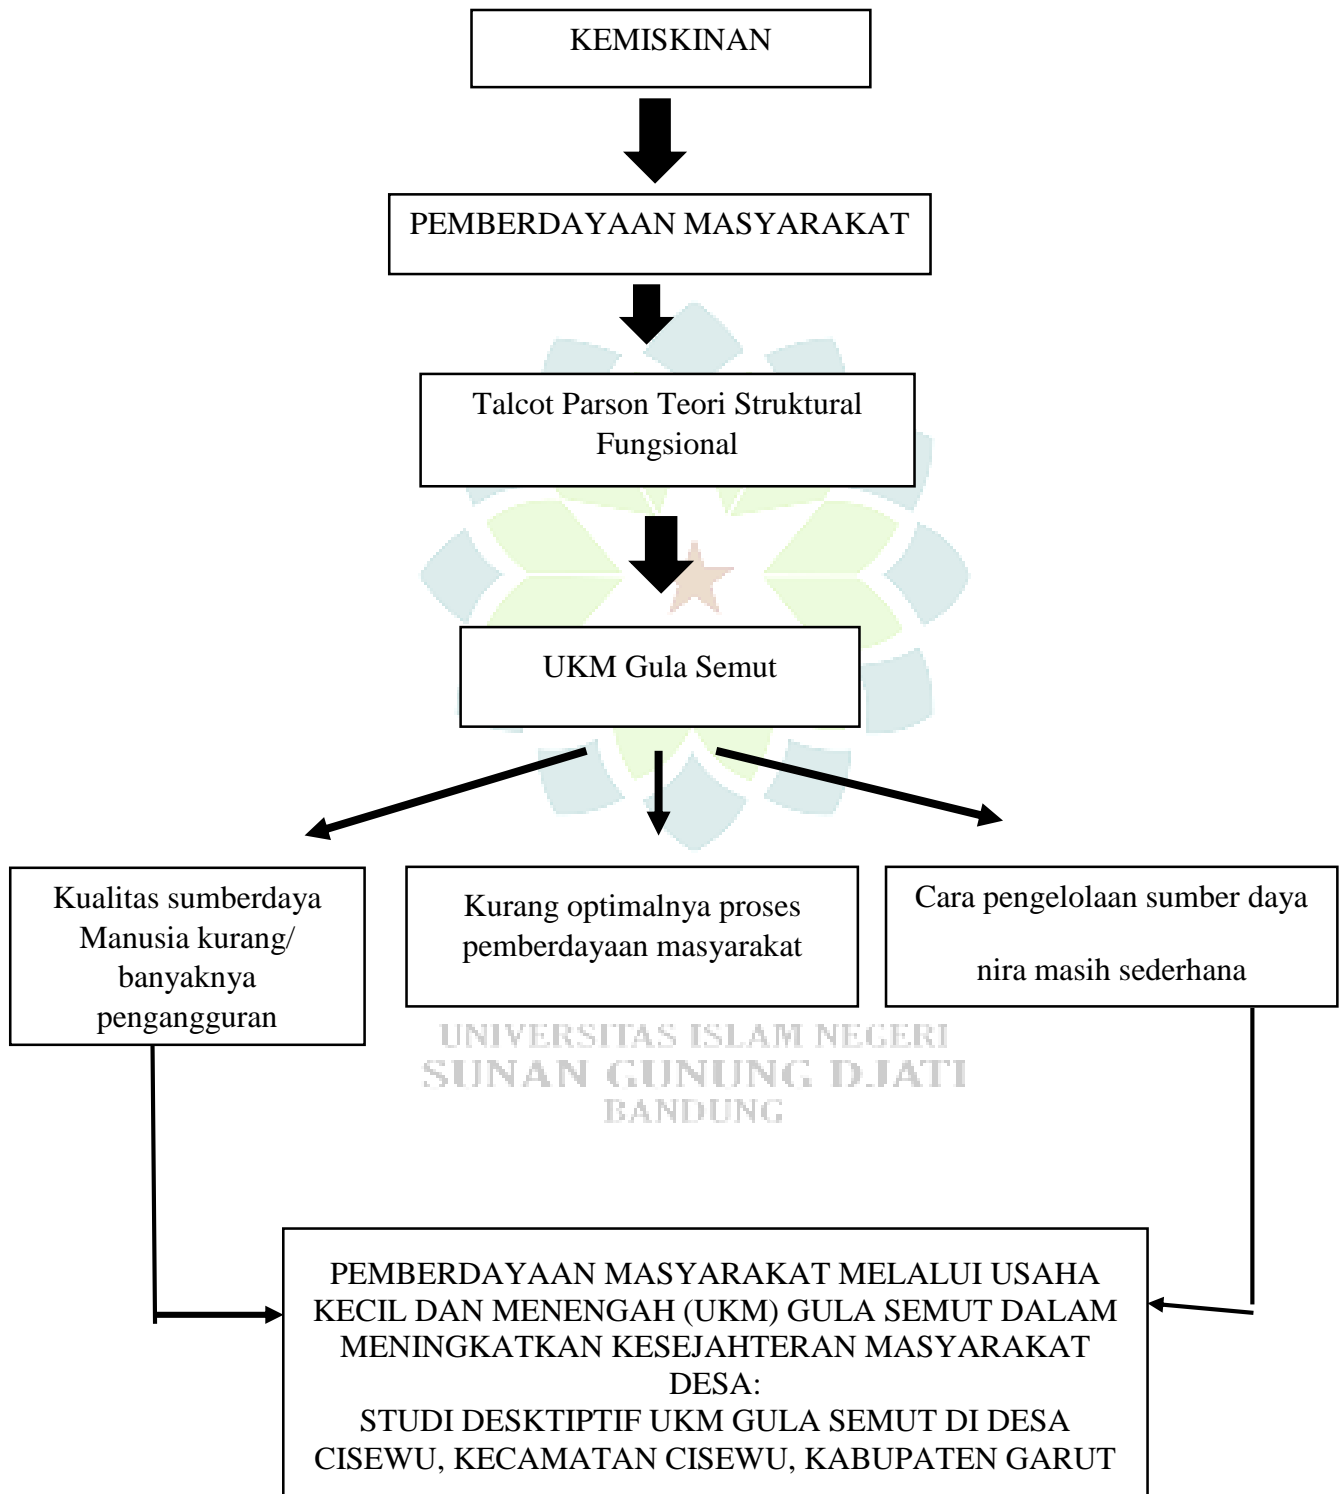 KEMISKINAN
PEMBERDAYAAN MASYARAKAT
Talcot Parson Teori Struktural
Fungsional
UKM Gula Semut
Kualitas sumberdaya
Manusia kurang/
banyaknya
pengangguran
Kurang optimalnya proses
pemberdayaan masyarakat
Cara pengelolaan sumber daya
nira masih sederhana
UNIVERSITAS ISLAM NEGERI
SUNAN GUNUNG DJATI
BANDUNG
PEMBERDAYAAN MASYARAKAT MELALUI USAHA
KECIL DAN MENENGAH (UKM) GULA SEMUT DALAM
MENINGKATKAN KESEJAHTERAN MASYARAKAT
DESA:
STUDI DESKTIPTIF UKM GULA SEMUT DI DESA
CISEWU, KECAMATAN CISEWU, KABUPATEN GARUT